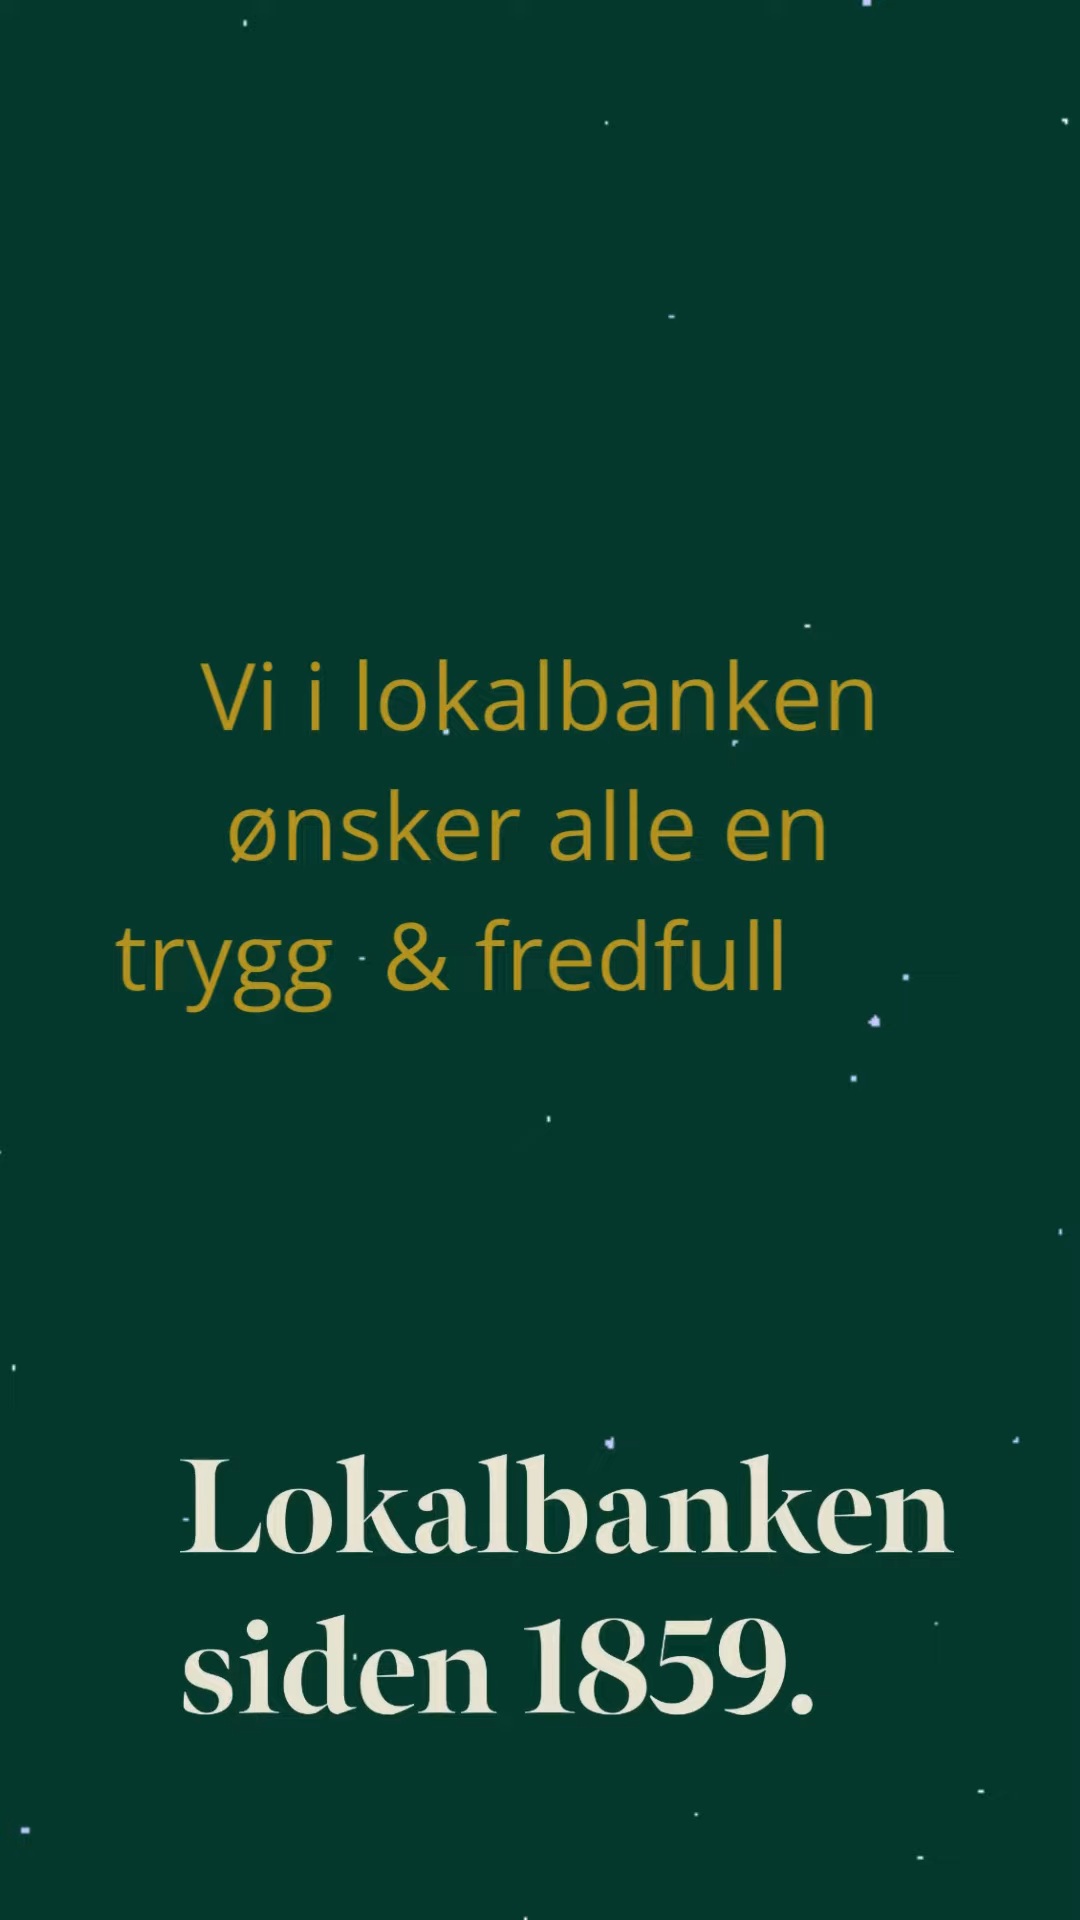 Vi i lokalbanken
ønsker alle en
trygg & fredfull
Lokalbanken
siden 1859.